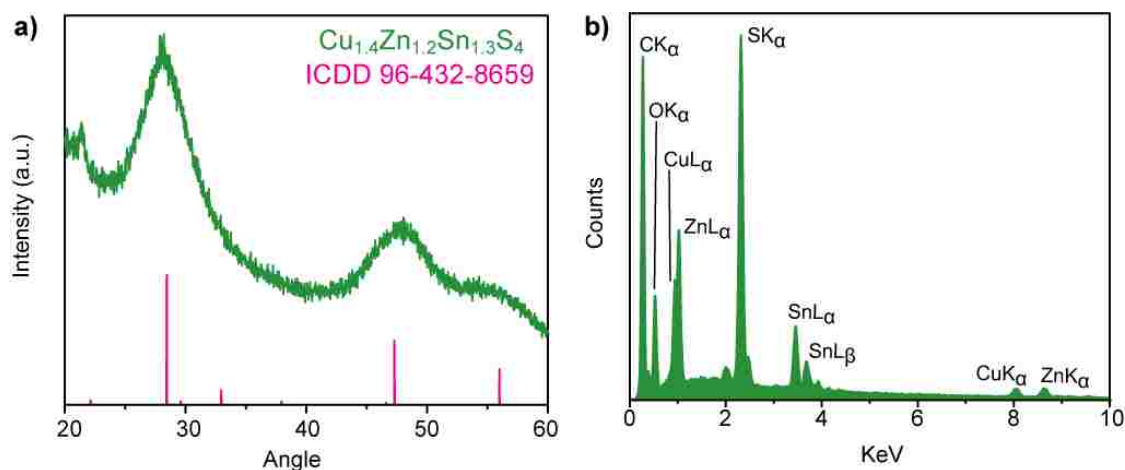 a)
Cu₁.₄Zn₁.₂Sn₁.₃S₄
ICDD 96-432-8659
Intensity (a.u.)
20 30 40 50 60
Angle
b)
CKα
SKα
OKα
CuLα
ZnLα
SnLα
SnLβ
CuKα ZnKα
Counts
0 2 4 6 8 10
KeV